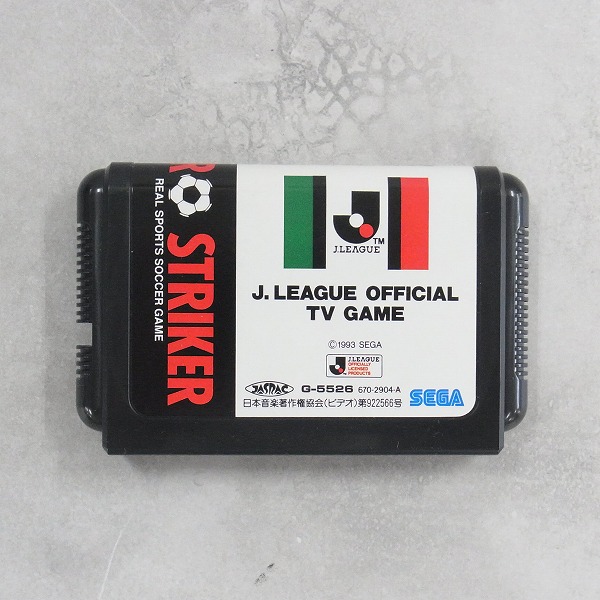 R
STRIKER
REAL SPORTS SOCCER GAME
J
TM
J.LEAGUE
J. LEAGUE OFFICIAL
TV GAME
©1993 SEGA
J.LEAGUE
OFFICIALLY
LICENSED
PRODUCTS
JASRAC G-5526 670-2904-A
日本音楽著作権協会(ビデオ)第922566号
SEGA